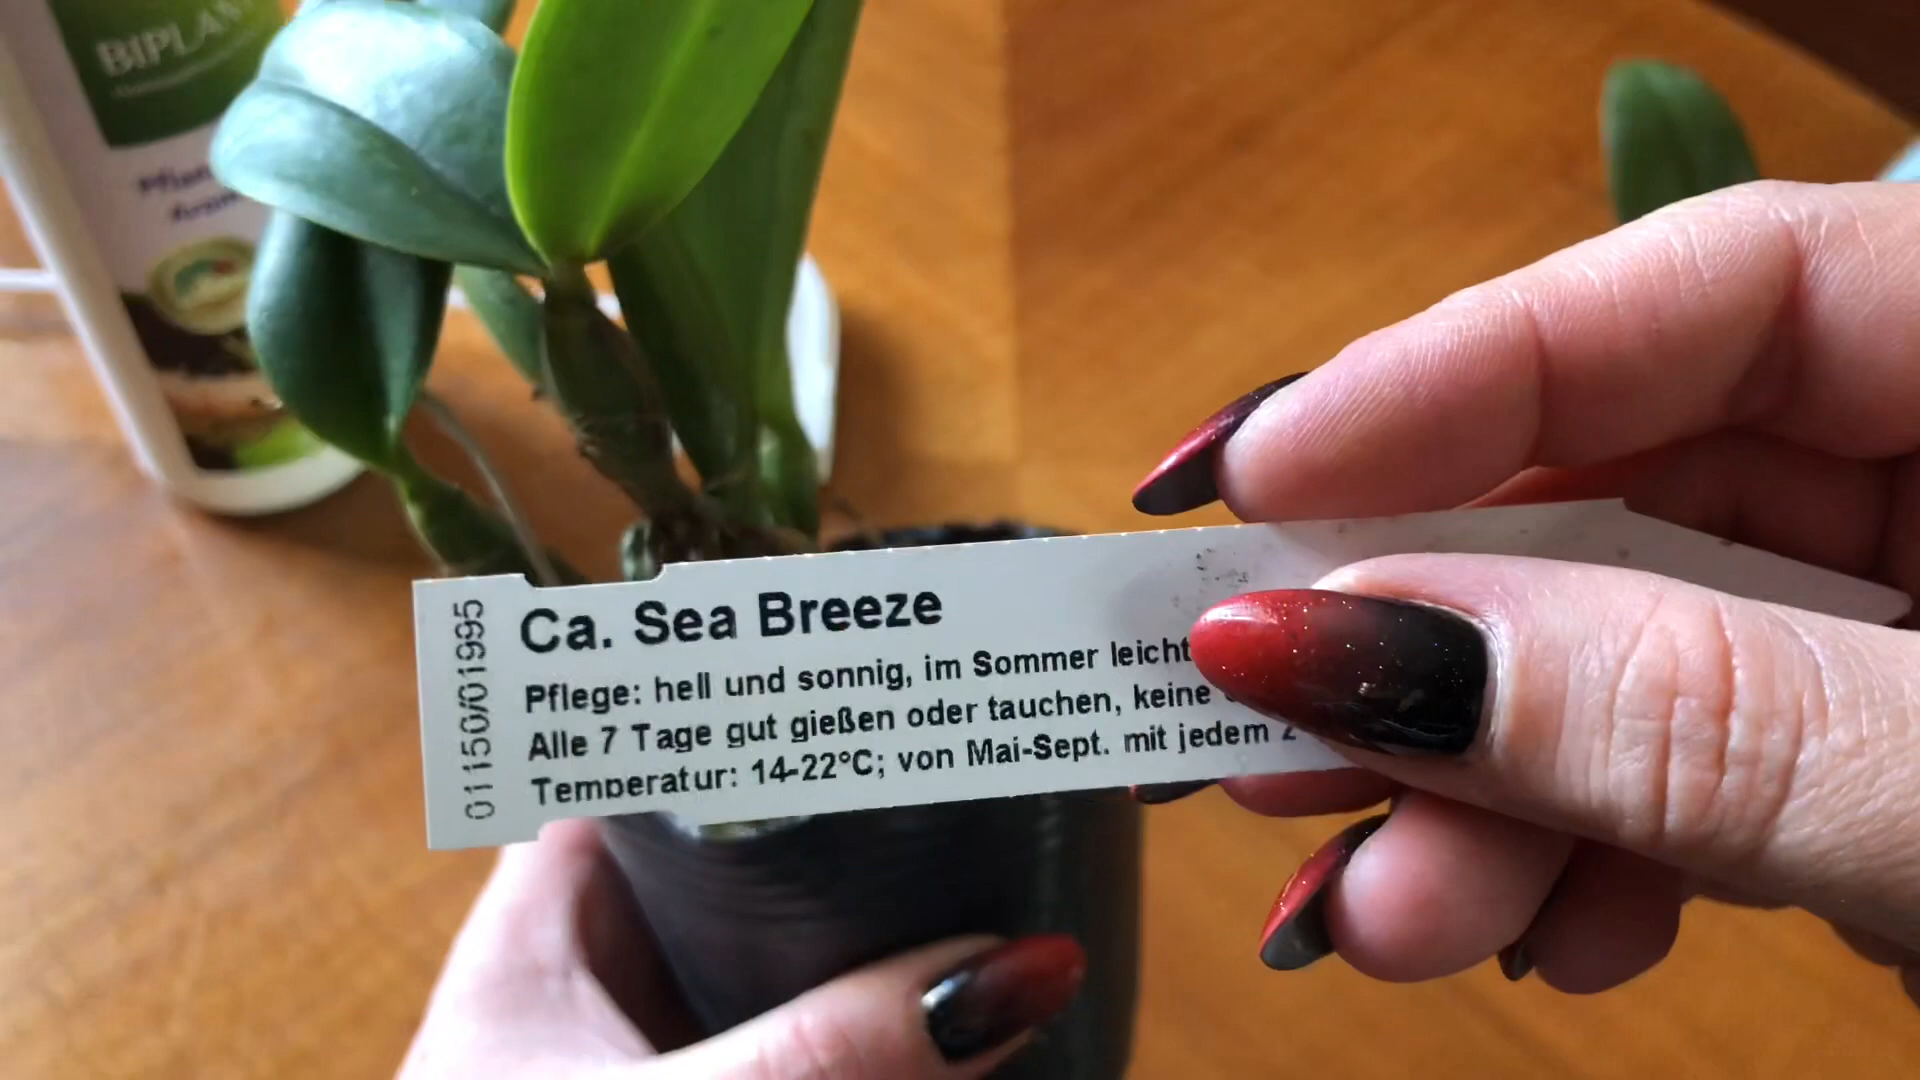 BIPLAN
Ca. Sea Breeze
Pflege: hell und sonnig, im Sommer leicht
Alle 7 Tage gut gießen oder tauchen, keine
Temperatur: 14-22°C; von Mai-Sept. mit jedem
01150/01995